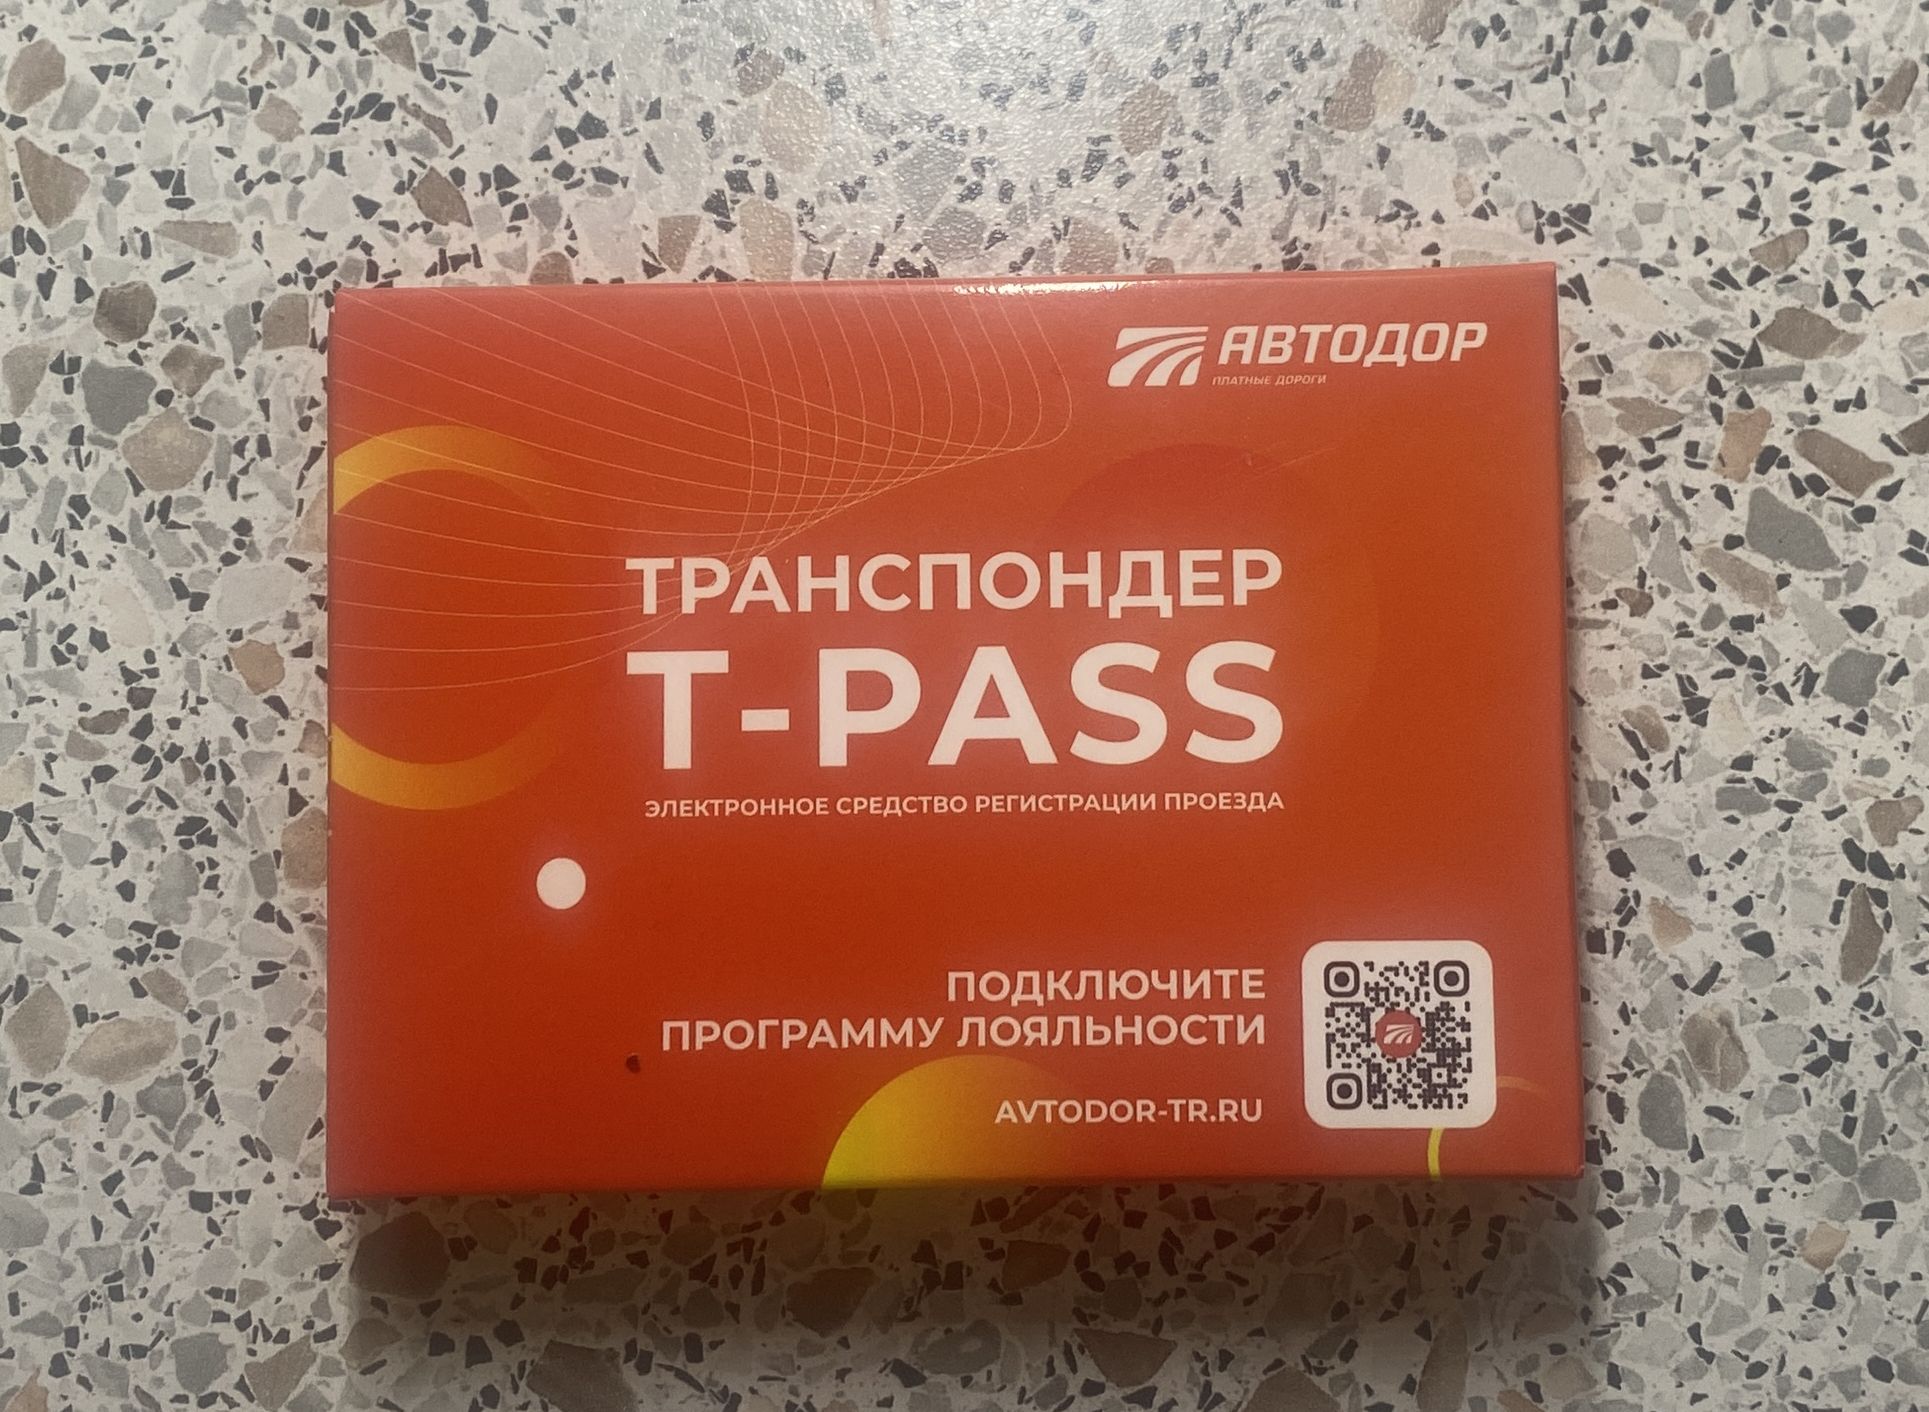 АВТОДОР
ПЛАТНЫЕ ДОРОГИ
ТРАНСПОНДЕР
T-PASS
ЭЛЕКТРОННОЕ СРЕДСТВО РЕГИСТРАЦИИ ПРОЕЗДА
ПОДКЛЮЧИТЕ
ПРОГРАММУ ЛОЯЛЬНОСТИ
AVTODOR-TR.RU